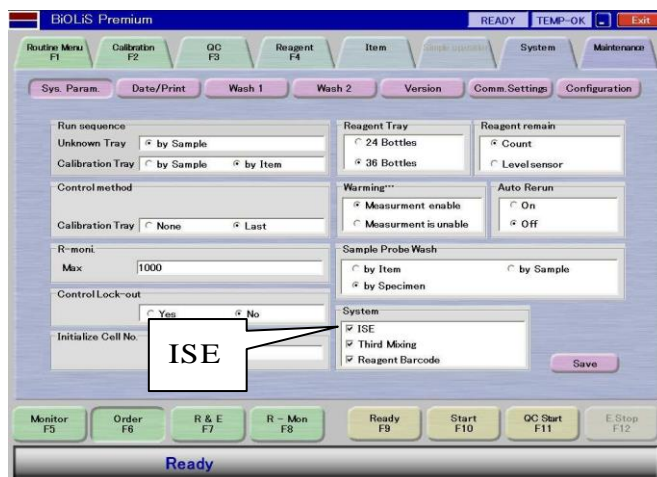 BiOLiS Premium
READY TEMP-OK Exit
Routine Menu F1 Calibration F2 QC F3 Reagent F4 Item System Maintenance
Sys. Param. Date/Print Wash 1 Wash 2 Version Comm.Settings Configuration
Run sequence
Unknown Tray by Sample
Calibration Tray by Sample by Item
Reagent Tray
24 Bottles
36 Bottles
Reagent remain
Count
Levelsensor
Control method
Calibration Tray None Last
Warming"'
Measurment enable
Measurment is unable
Auto Rerun
On
Off
R-moni.
Max 1000
Sample Probe Wash
by Item by Sample
by Specimen
Control Lock-out
Yes No
Initialize Cell No.
ISE
System
ISE
Third Mixing
Reagent Barcode
Save
Monitor F5 Order F6 R & E F7 R - Mon F8 Ready F9 Start F10 QC Start F11 E.Stop F12
Ready